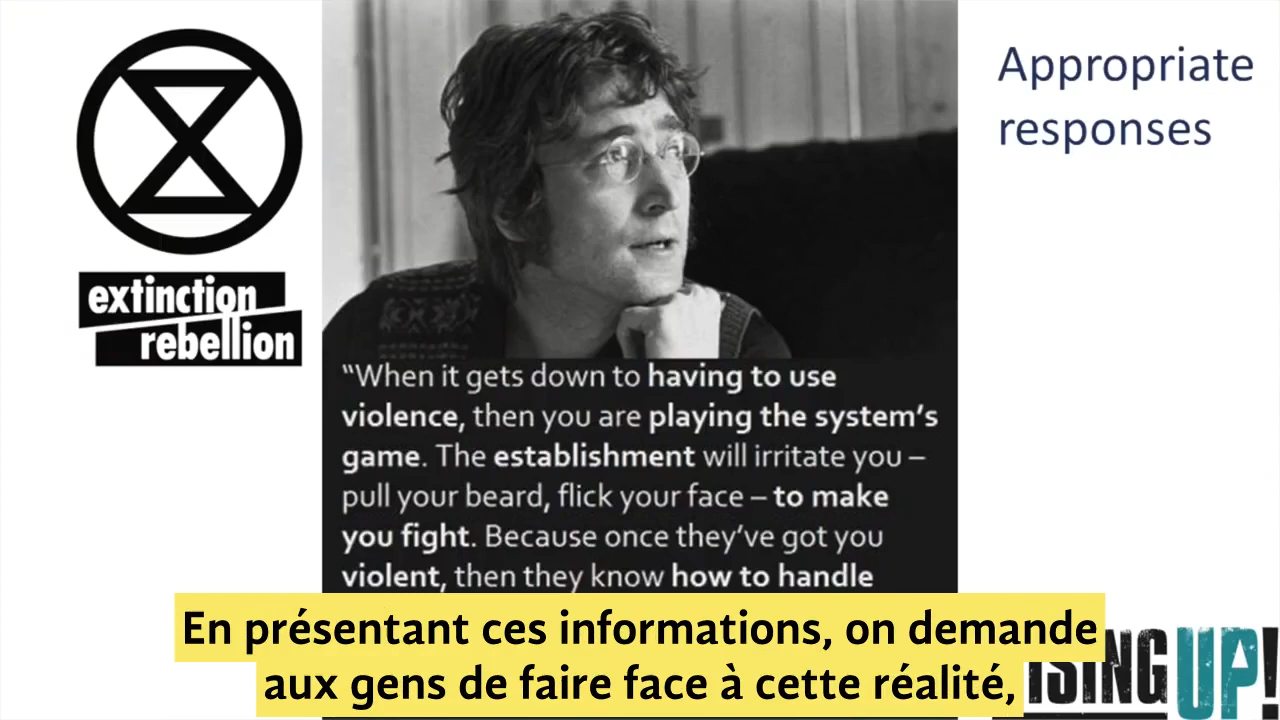 extinction
rebellion
Appropriate
responses
“When it gets down to having to use
violence, then you are playing the system’s
game. The establishment will irritate you –
pull your beard, flick your face – to make
you fight. Because once they’ve got you
violent, then they know how to handle
En présentant ces informations, on demande
aux gens de faire face à cette réalité,
ISING UP!